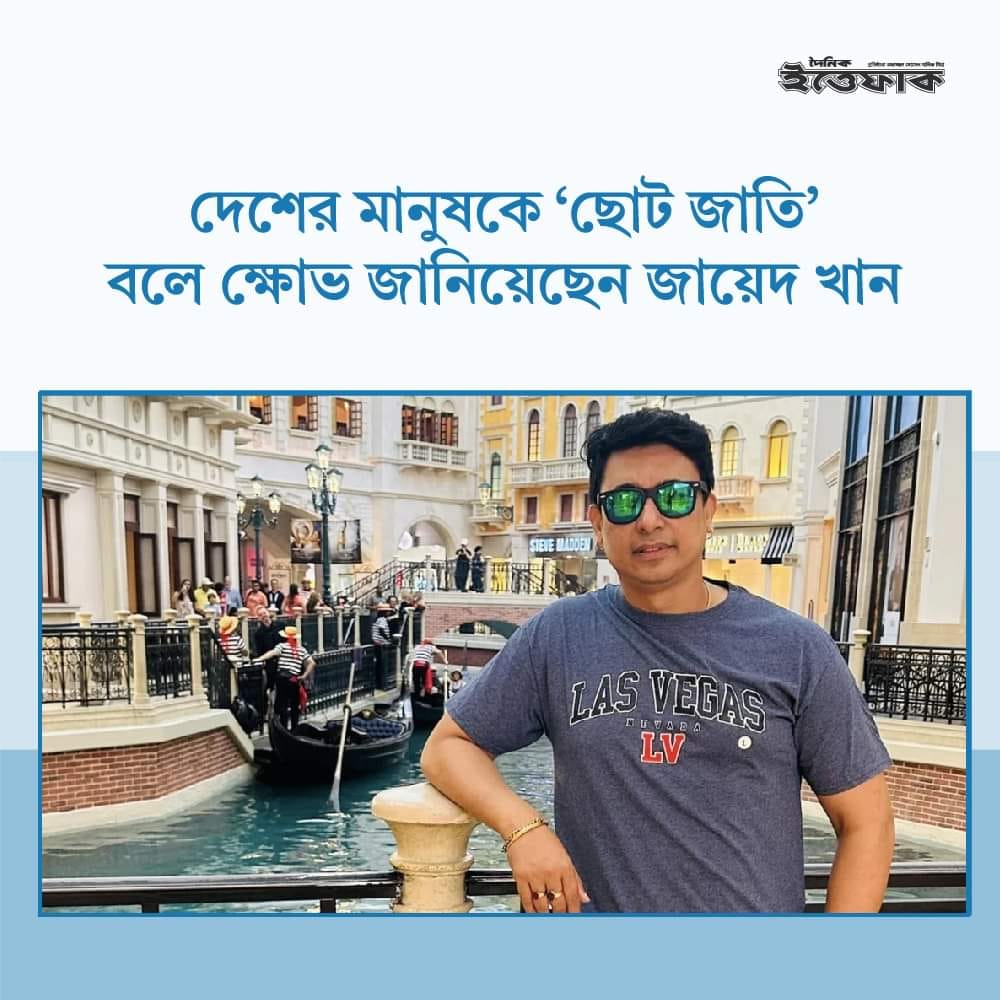 দৈনিক
ইত্তেফাক
দেশের মানুষকে ‘ছোট জাতি’
বলে ক্ষোভ জানিয়েছেন জায়েদ খান
STEVE MADDEN
LAS VEGAS
NEVADA
LV
L